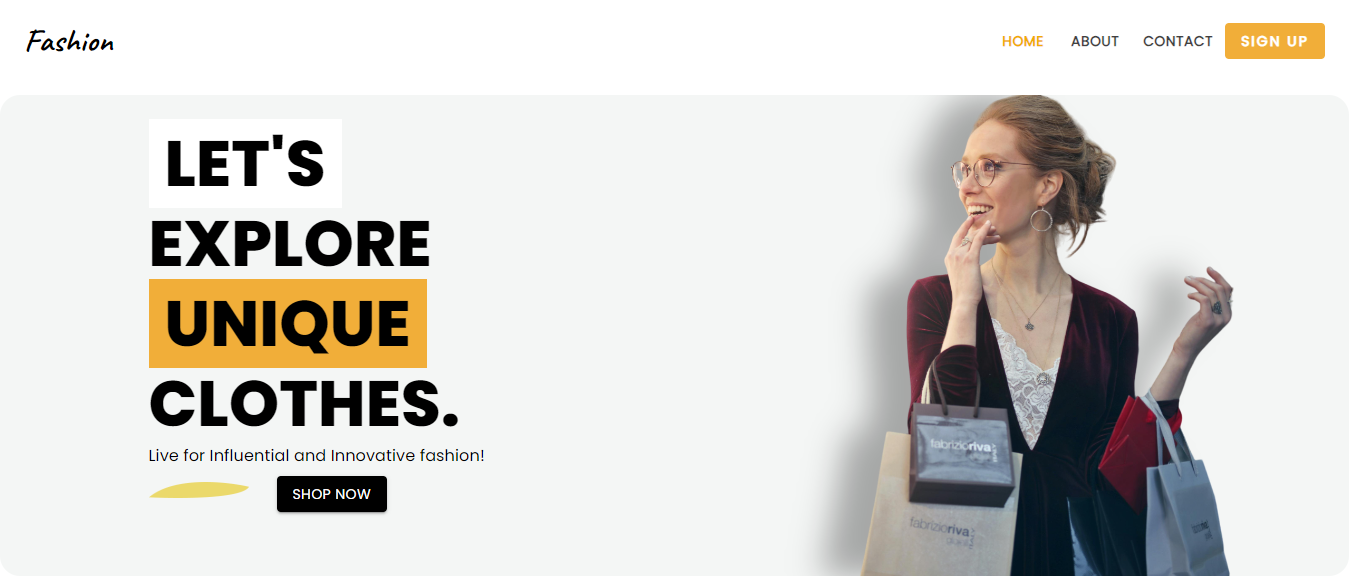 Fashion
HOME ABOUT CONTACT SIGN UP
LET'S
EXPLORE
UNIQUE
CLOTHES.
Live for Influential and Innovative fashion!
SHOP NOW
fabrizioriva
fabrizioriva